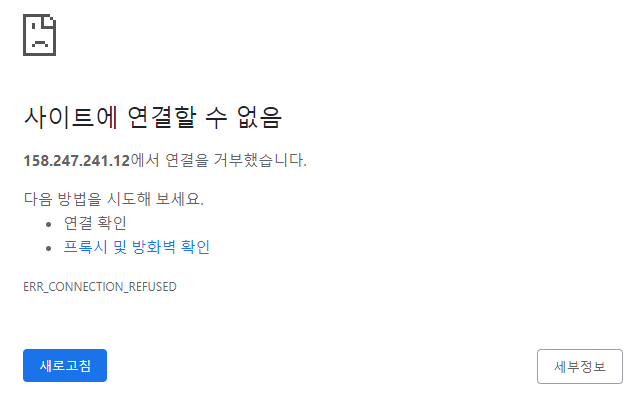 사이트에 연결할 수 없음
158.247.241.12에서 연결을 거부했습니다.
다음 방법을 시도해 보세요.
• 연결 확인
• 프록시 및 방화벽 확인
ERR_CONNECTION_REFUSED
새로고침
세부정보